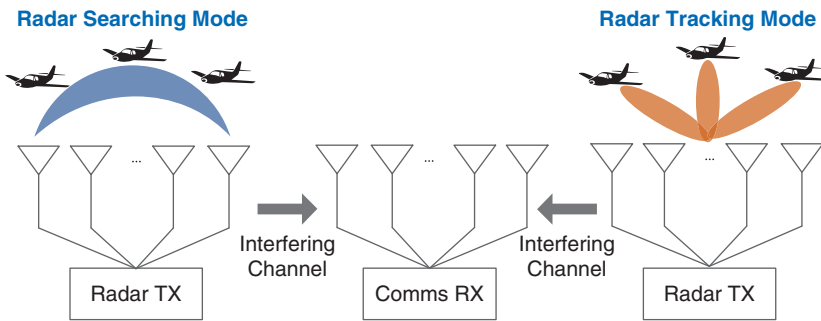 Radar Searching Mode
Radar Tracking Mode
...
...
...
Interfering
Channel
Interfering
Channel
Radar TX
Comms RX
Radar TX